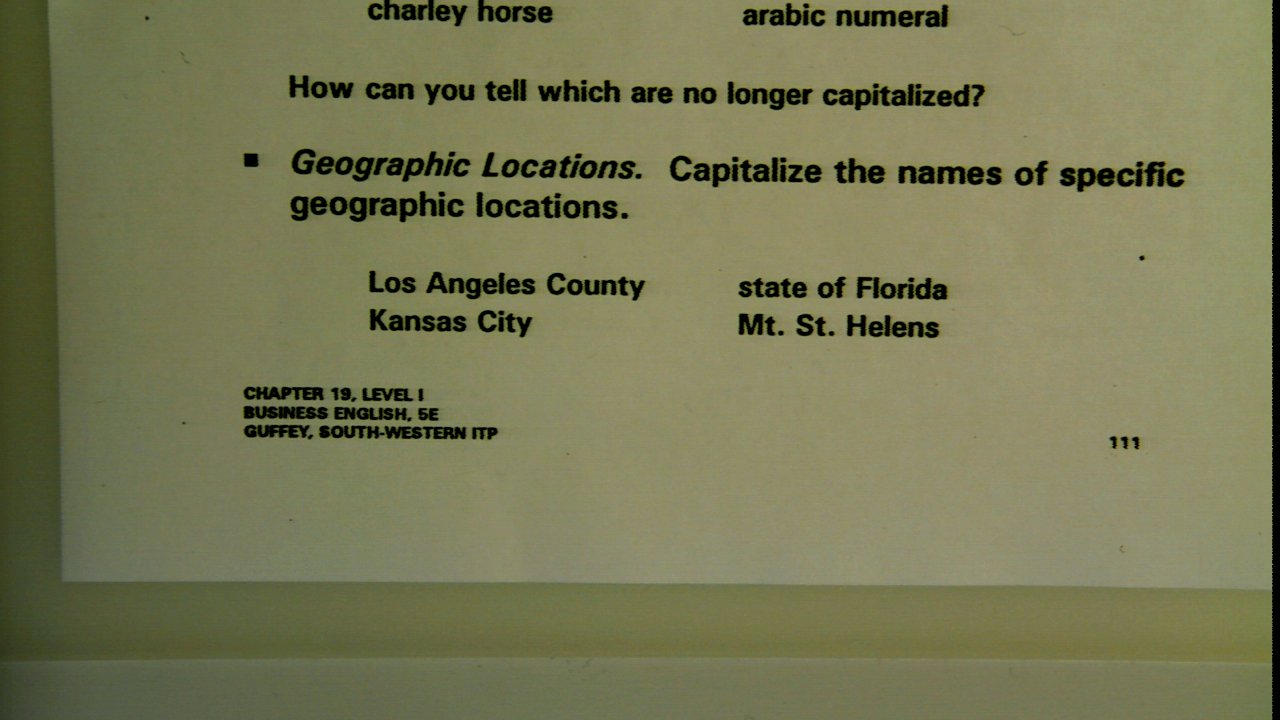 charley horse arabic numeral
How can you tell which are no longer capitalized?
■ Geographic Locations. Capitalize the names of specific
geographic locations.
Los Angeles County state of Florida
Kansas City Mt. St. Helens
CHAPTER 19, LEVEL I
BUSINESS ENGLISH, 5E
GUFFEY, SOUTH-WESTERN ITP
111